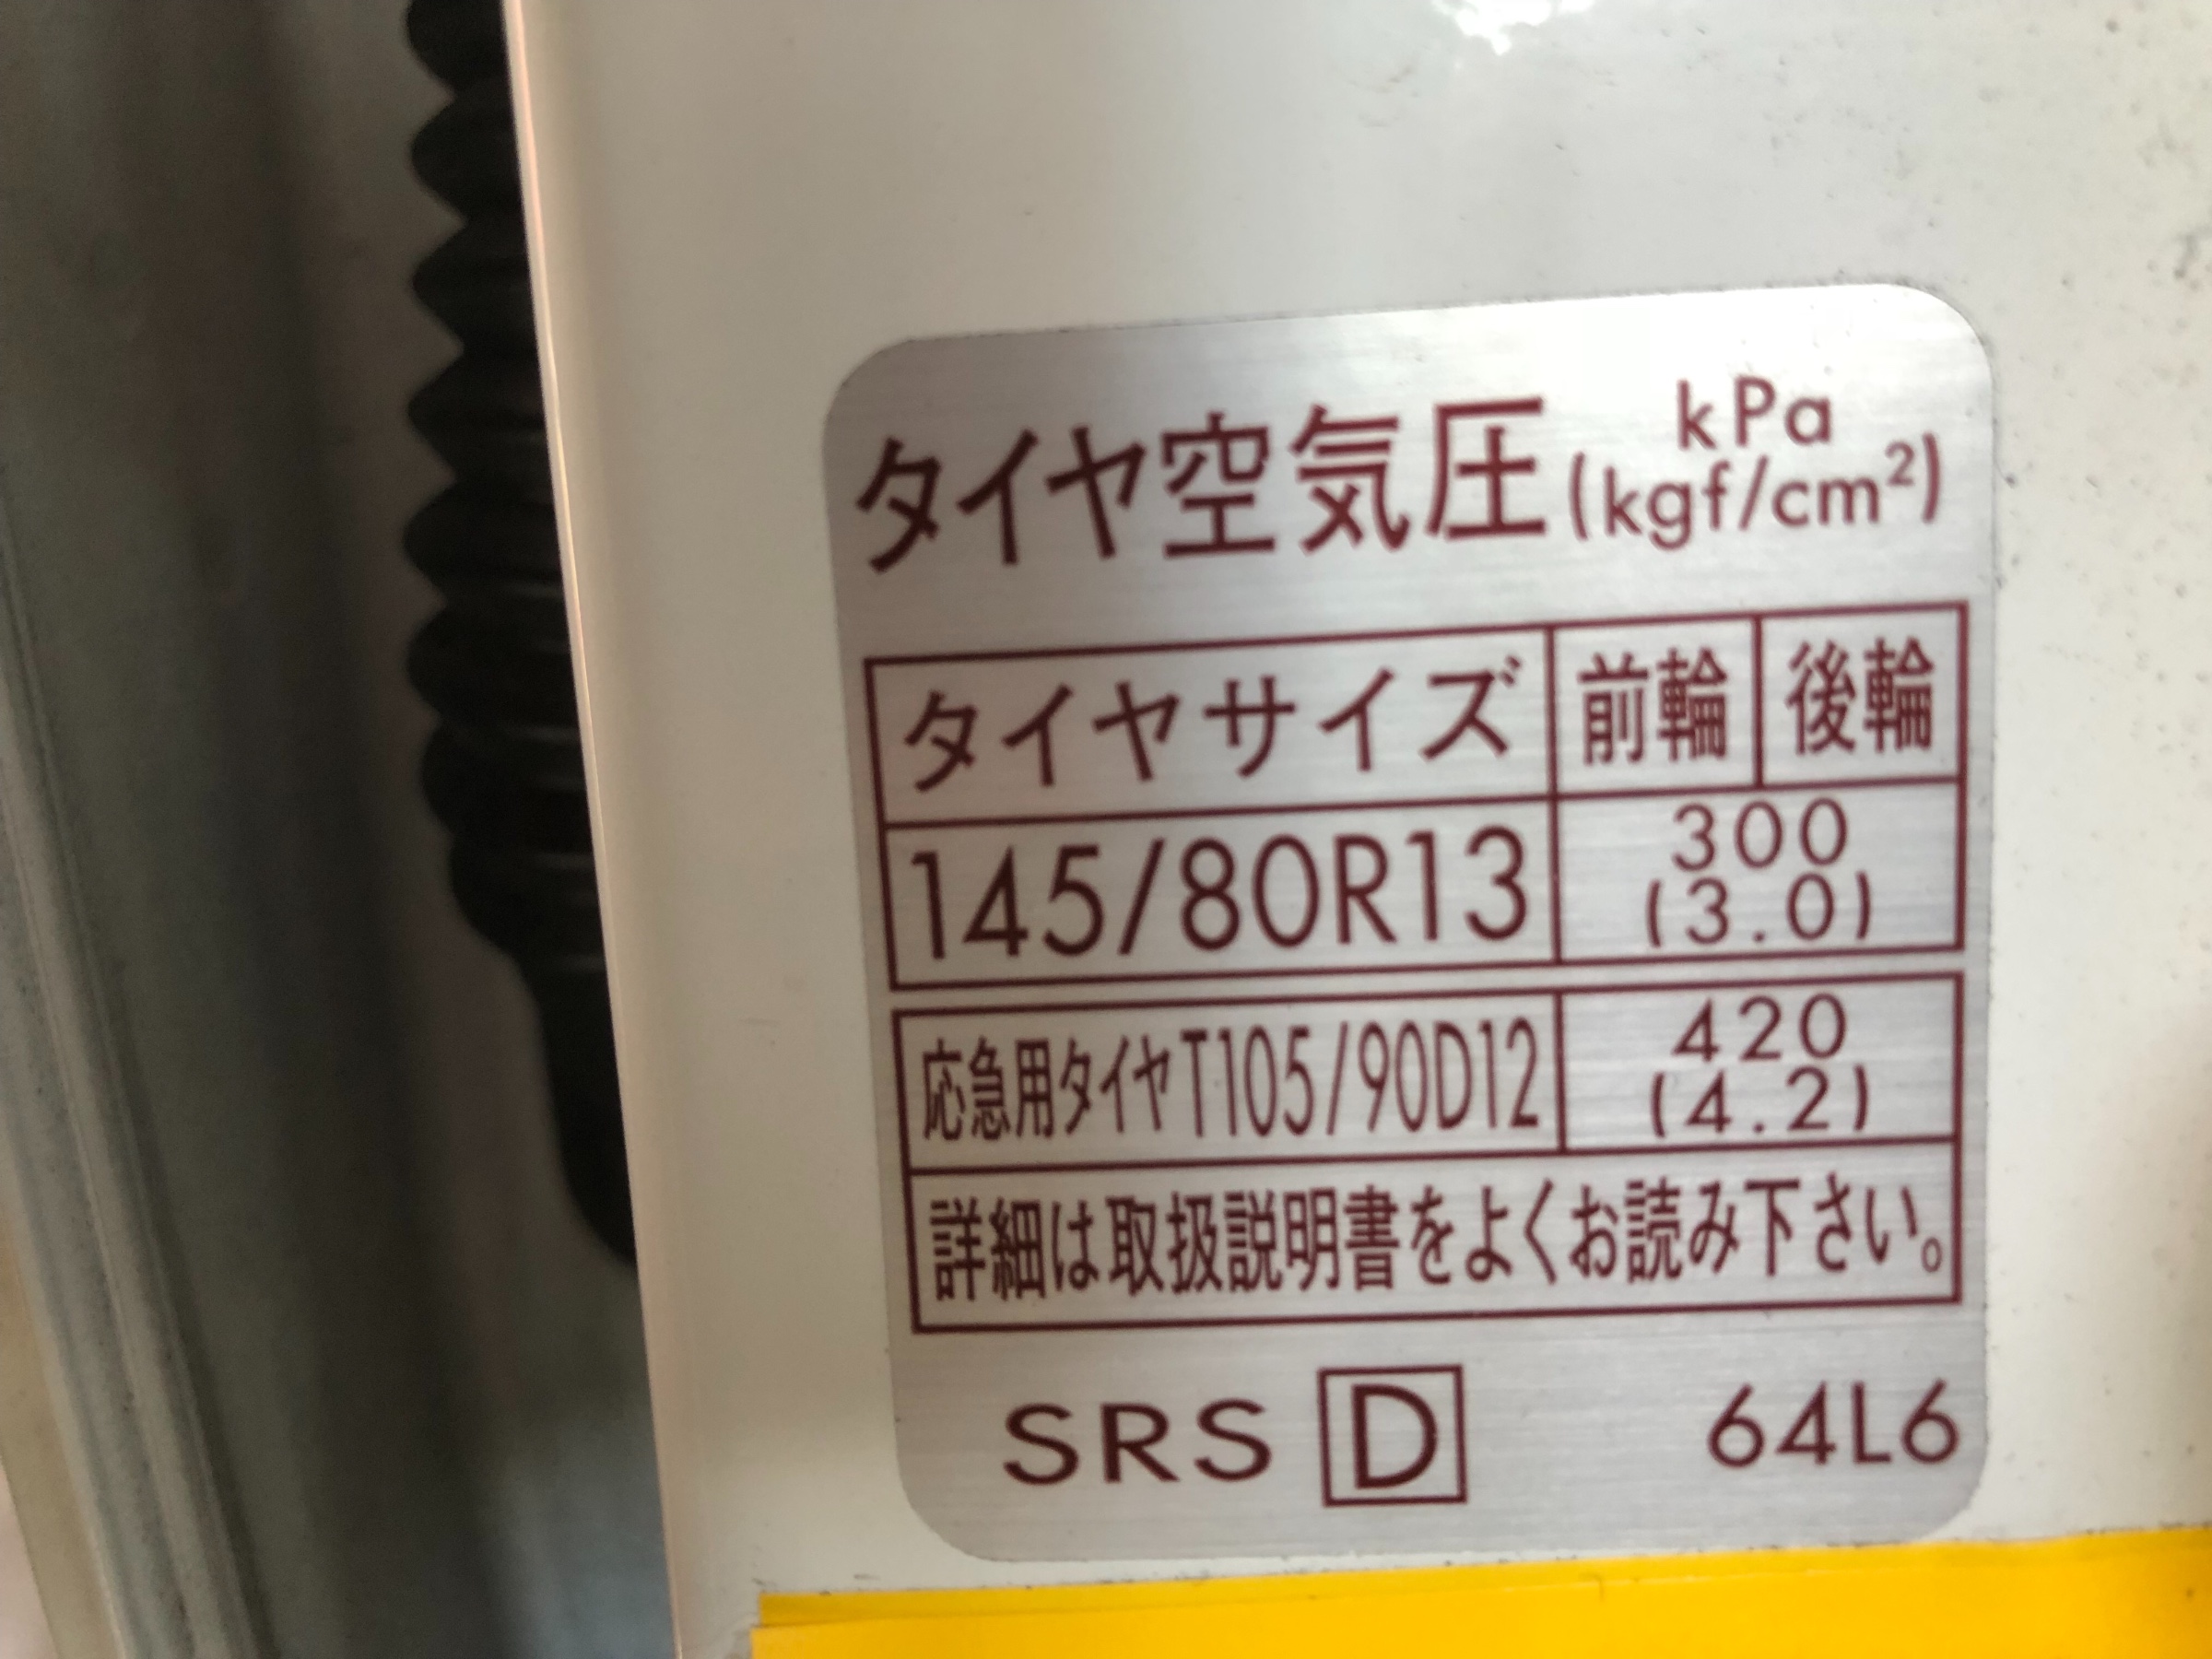 タイヤ空気圧 kPa
(kgf/cm²)
タイヤサイズ 前輪 後輪
145/80R13 300
(3.0)
応急用タイヤT105/90D12 420
(4.2)
詳細は取扱説明書をよくお読み下さい。
SRS D 64L6